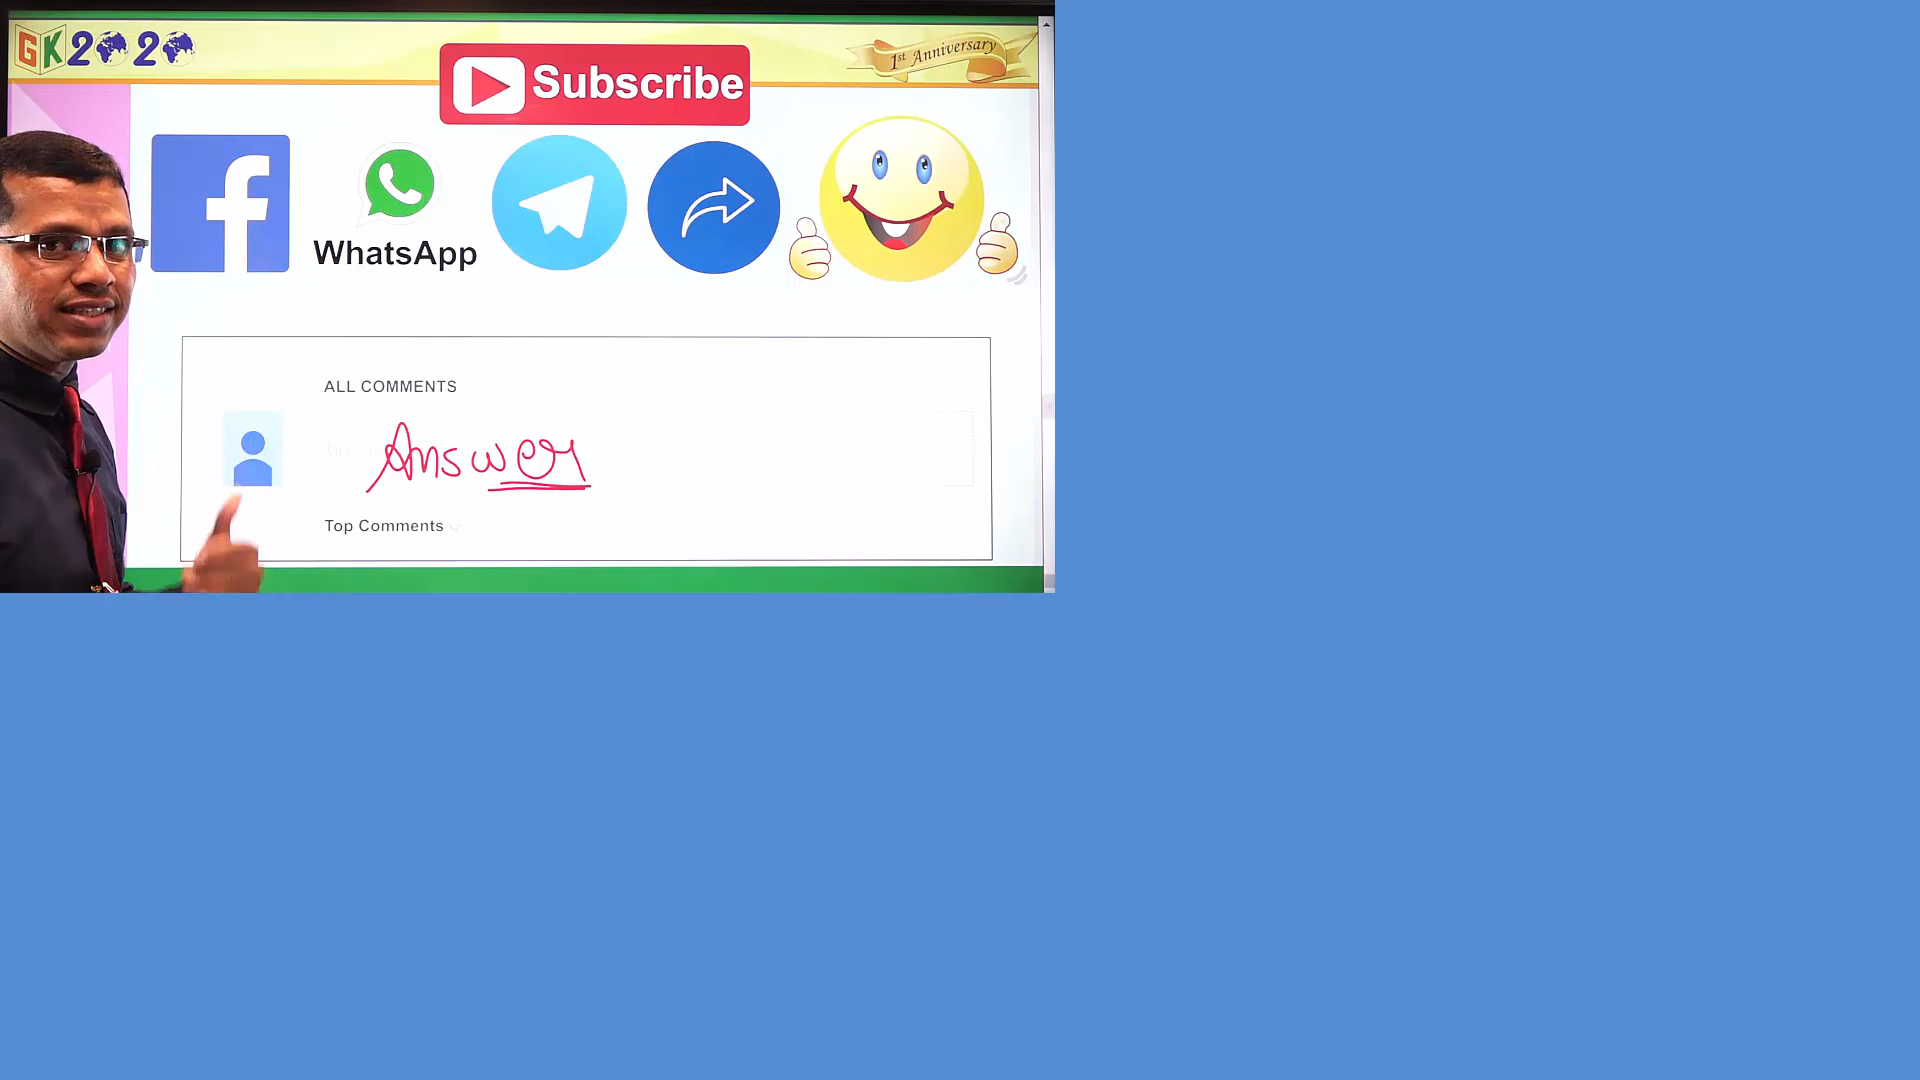 GK2020
1st Anniversary
Subscribe
WhatsApp
ALL COMMENTS
Answer
Top Comments